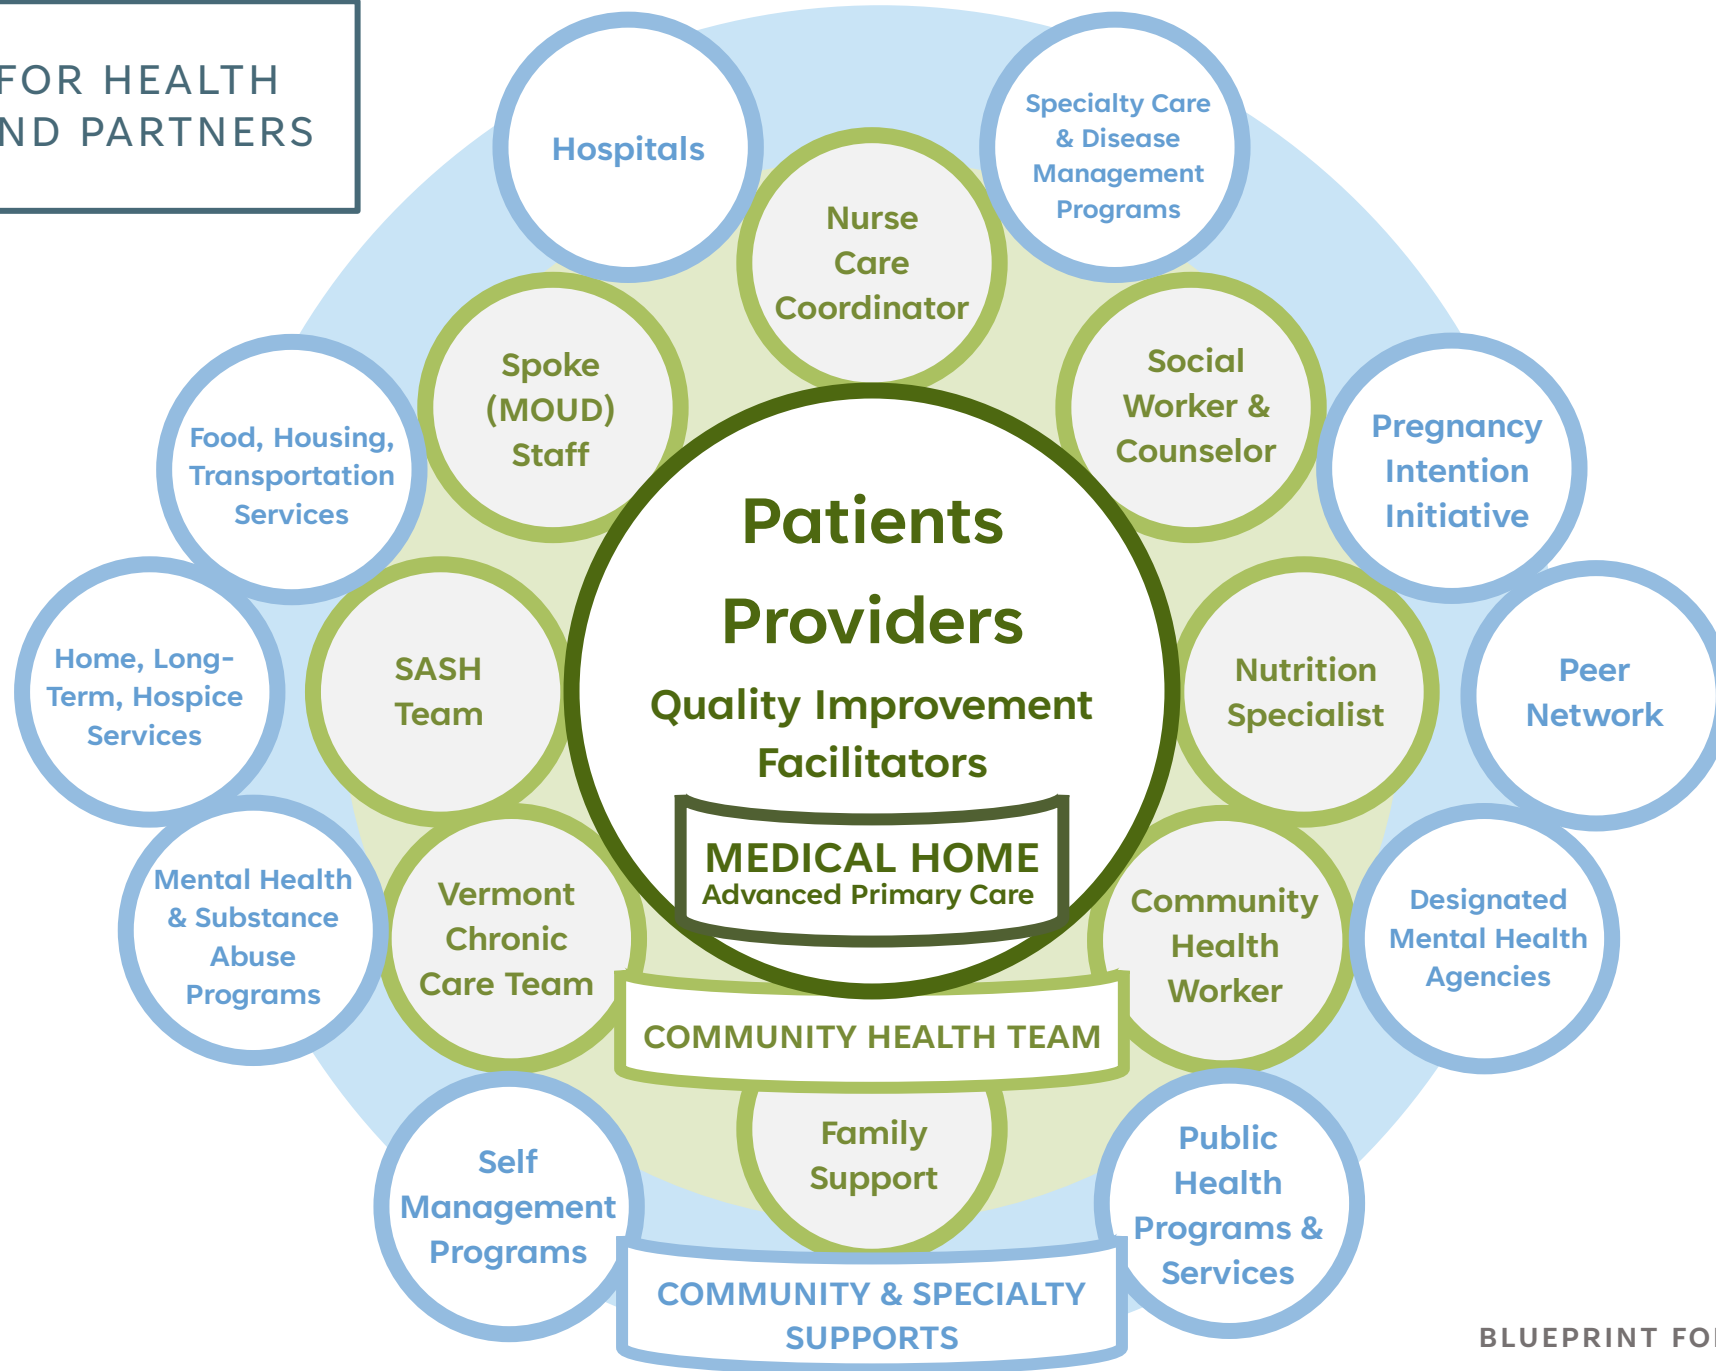 FOR HEALTH
ND PARTNERS
Hospitals
Specialty Care
& Disease
Management
Programs
Nurse
Care
Coordinator
Spoke
(MOUD)
Staff
Social
Worker &
Counselor
Food, Housing,
Transportation
Services
Pregnancy
Intention
Initiative
Patients
Providers
Quality Improvement
Facilitators
MEDICAL HOME
Advanced Primary Care
Home, Long-
Term, Hospice
Services
SASH
Team
Nutrition
Specialist
Peer
Network
Mental Health
& Substance
Abuse
Programs
Vermont
Chronic
Care Team
Community
Health
Worker
Designated
Mental Health
Agencies
COMMUNITY HEALTH TEAM
Family
Support
Self
Management
Programs
Public
Health
Programs &
Services
COMMUNITY & SPECIALTY
SUPPORTS
BLUEPRINT FO